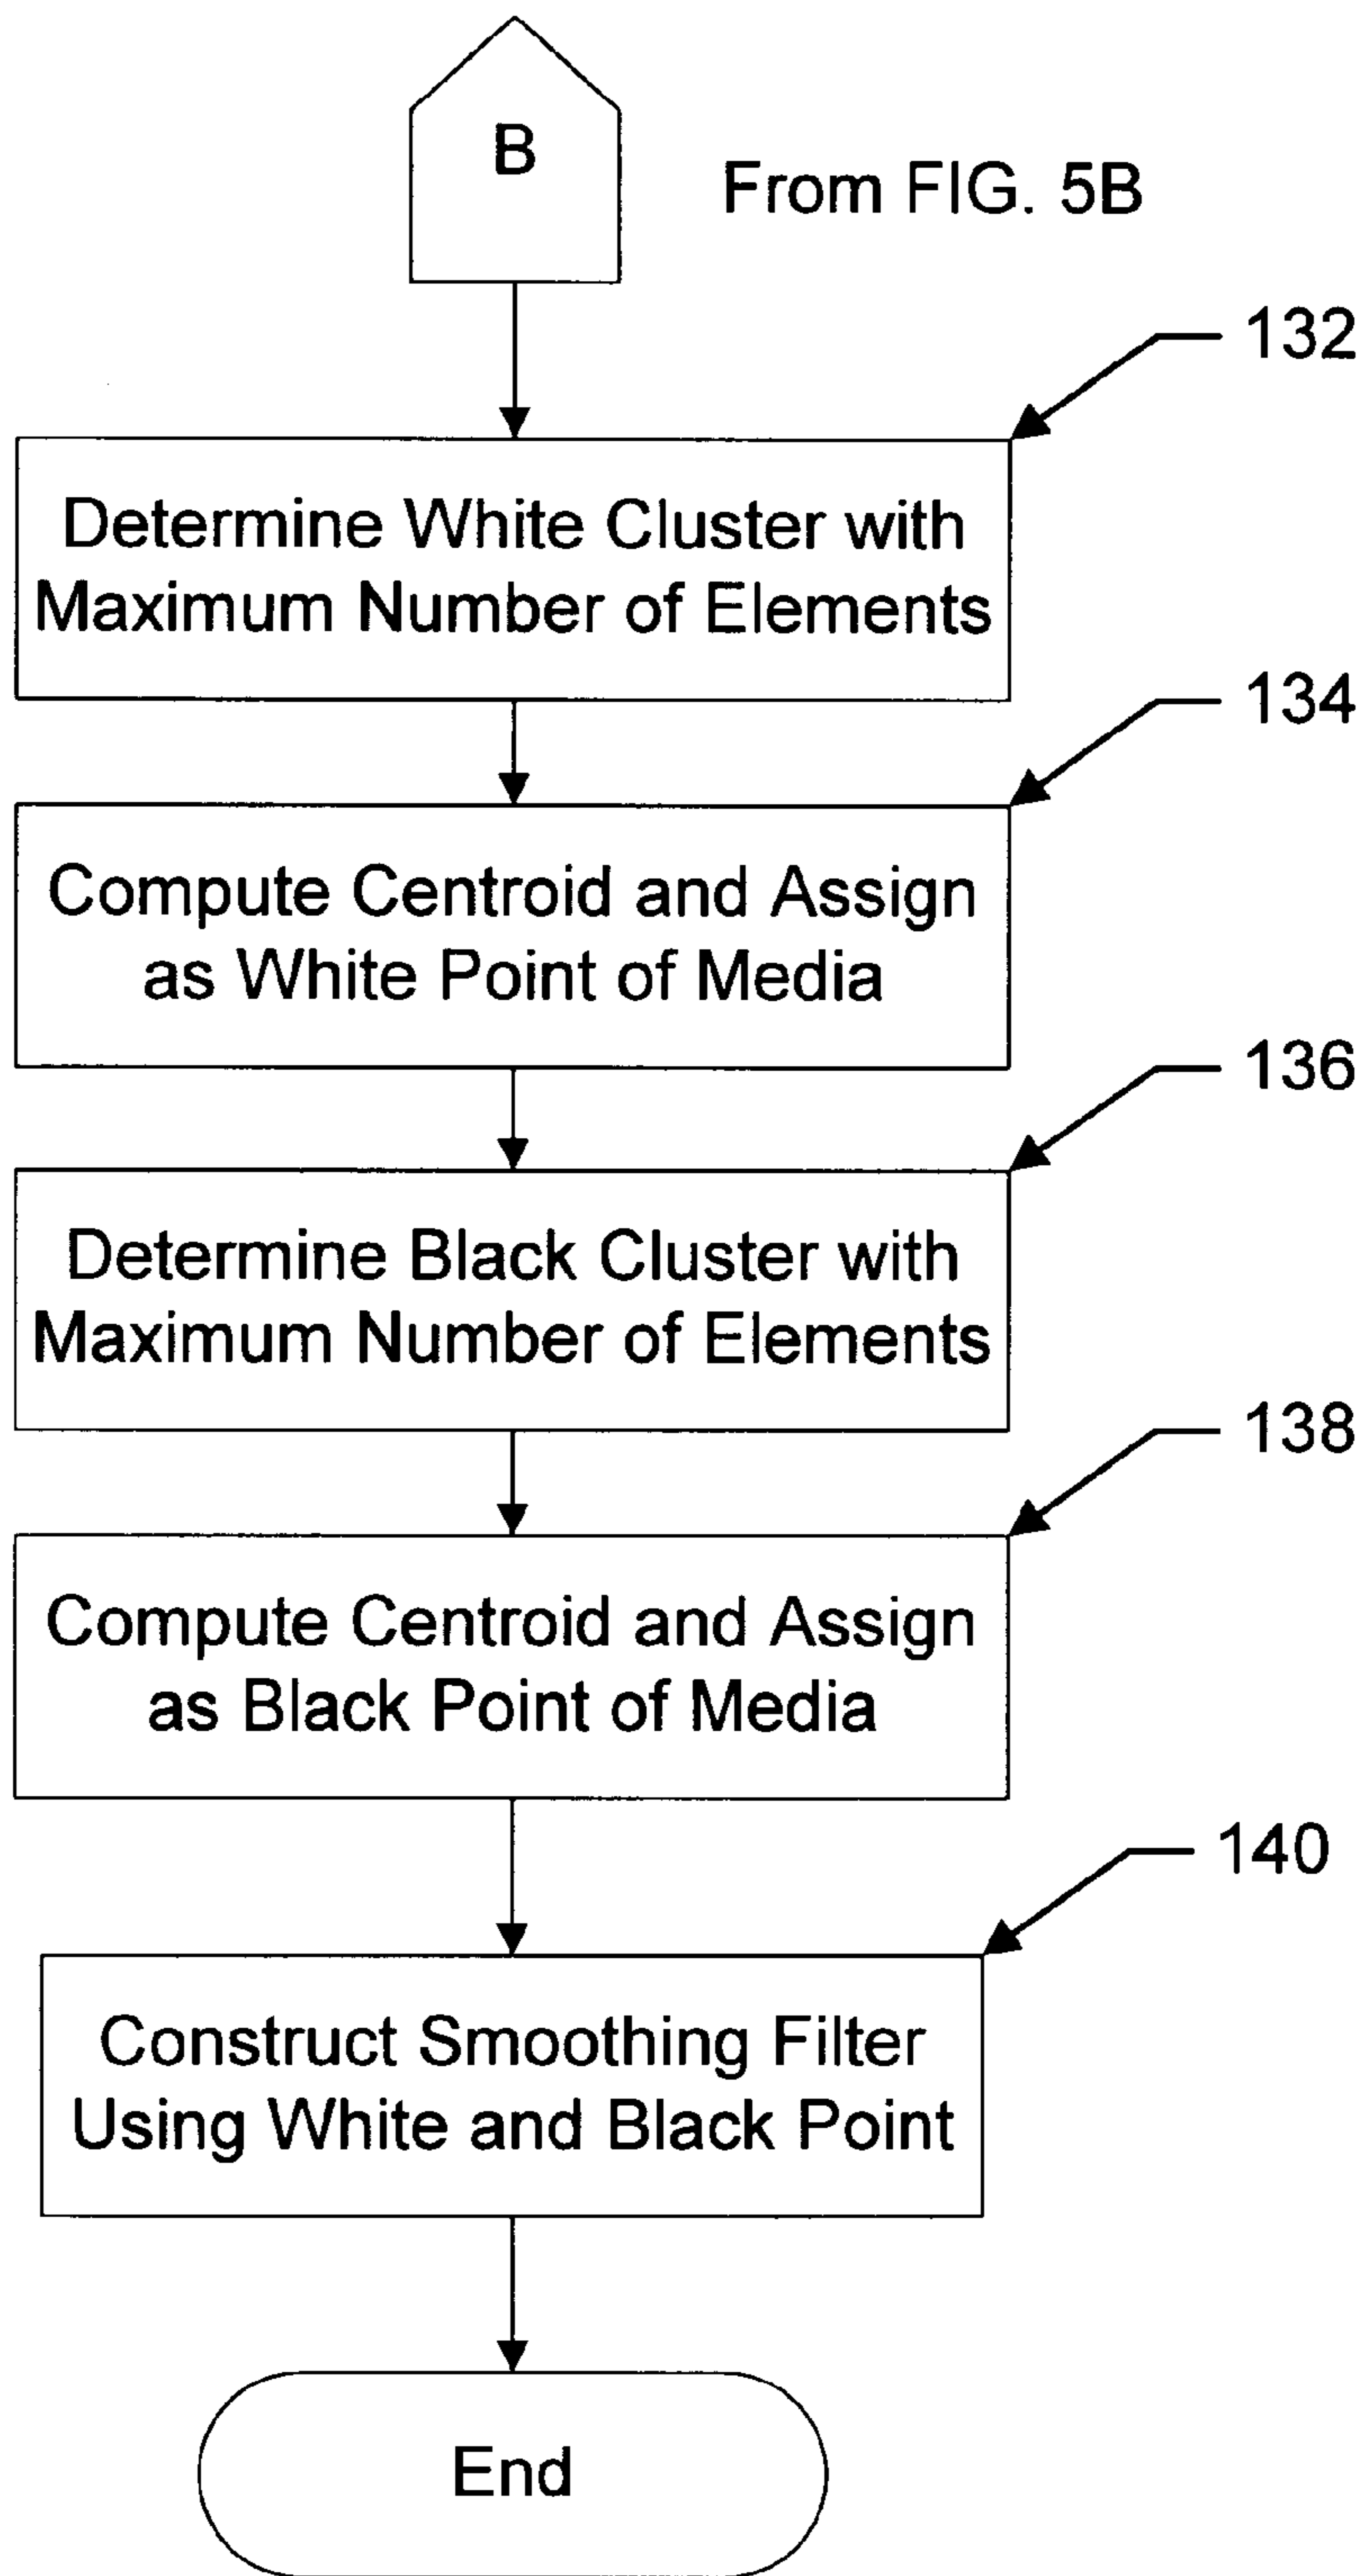 B
From FIG. 5B
132
Determine White Cluster with
Maximum Number of Elements
134
Compute Centroid and Assign
as White Point of Media
136
Determine Black Cluster with
Maximum Number of Elements
138
Compute Centroid and Assign
as Black Point of Media
140
Construct Smoothing Filter
Using White and Black Point
End